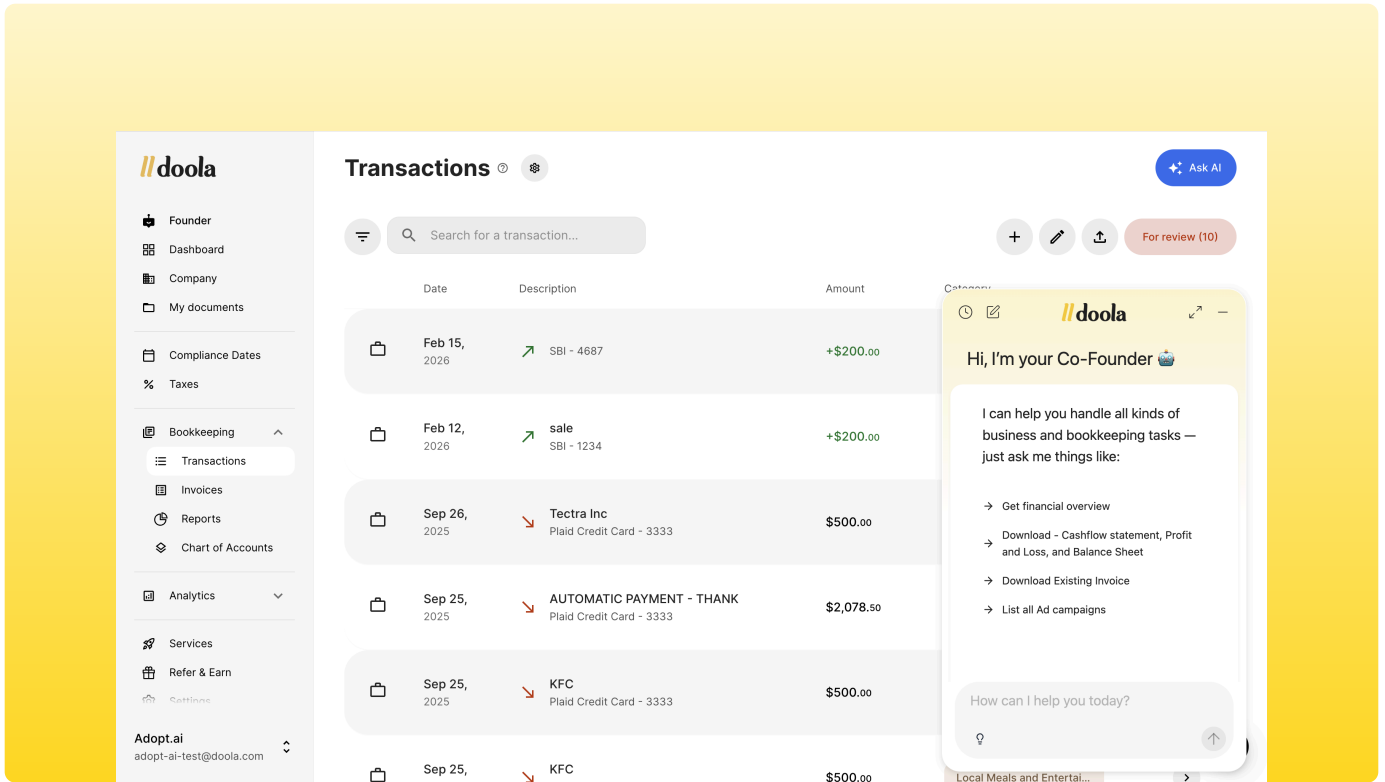 doola
Founder
Dashboard
Company
My documents
Compliance Dates
Taxes
Bookkeeping
Transactions
Invoices
Reports
Chart of Accounts
Analytics
Services
Refer & Earn
Settings
Adopt.ai
adopt-ai-test@doola.com
Transactions
Ask AI
Search for a transaction...
For review (10)
Date Description Amount Category
Feb 15,
2026
SBI - 4687
+$200.00
Feb 12,
2026
sale
SBI - 1234
+$200.00
Sep 26,
2025
Tectra Inc
Plaid Credit Card - 3333
$500.00
Sep 25,
2025
AUTOMATIC PAYMENT - THANK
Plaid Credit Card - 3333
$2,078.50
Sep 25,
2025
KFC
Plaid Credit Card - 3333
$500.00
Sep 25,
KFC
$500.00
Local Meals and Entertai...
doola
Hi, I'm your Co-Founder
I can help you handle all kinds of
business and bookkeeping tasks —
just ask me things like:
Get financial overview
Download - Cashflow statement, Profit
and Loss, and Balance Sheet
Download Existing Invoice
List all Ad campaigns
How can I help you today?